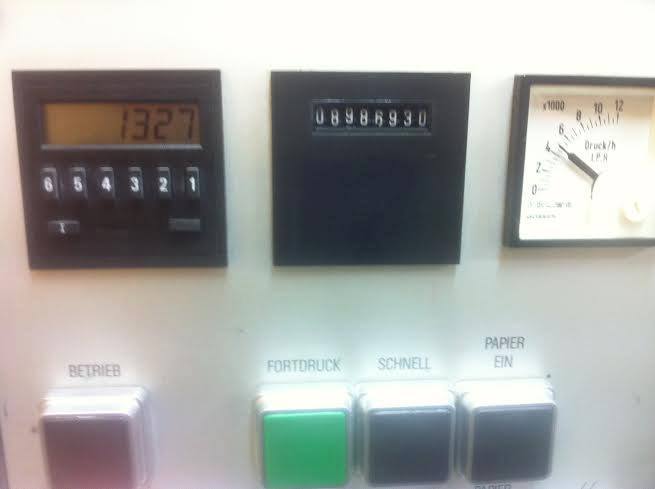 1327
6 5 4 3 2 1
08986930
x1000
0 2 4 6 8 10 12
Druck/h
I.P.H
BETRIEB
FORTDRUCK
SCHNELL
PAPIER
EIN
PAPIER